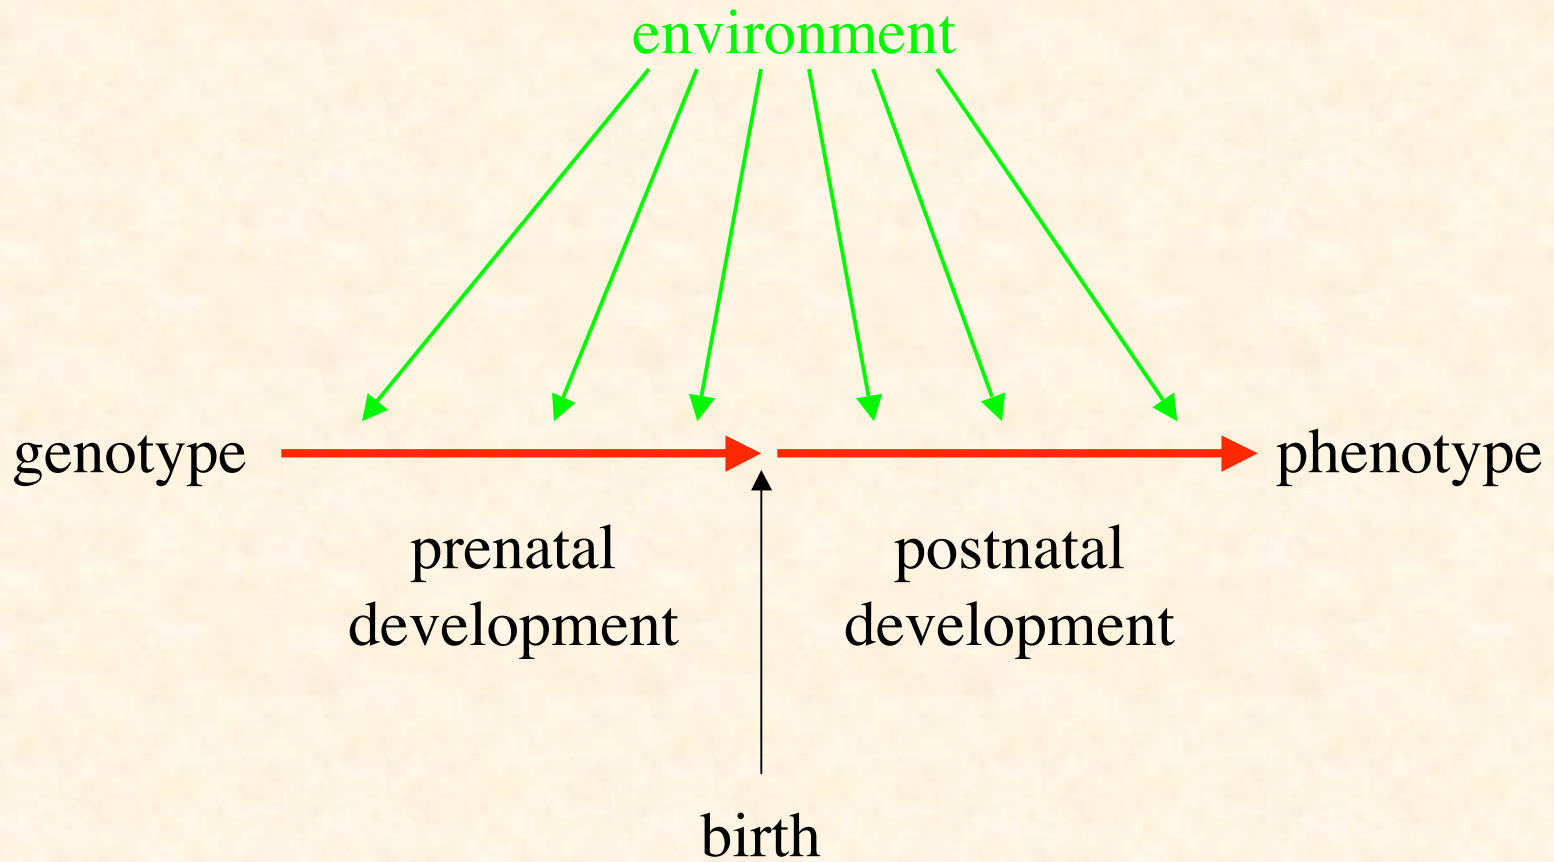 environment
genotype
phenotype
prenatal
development
postnatal
development
birth